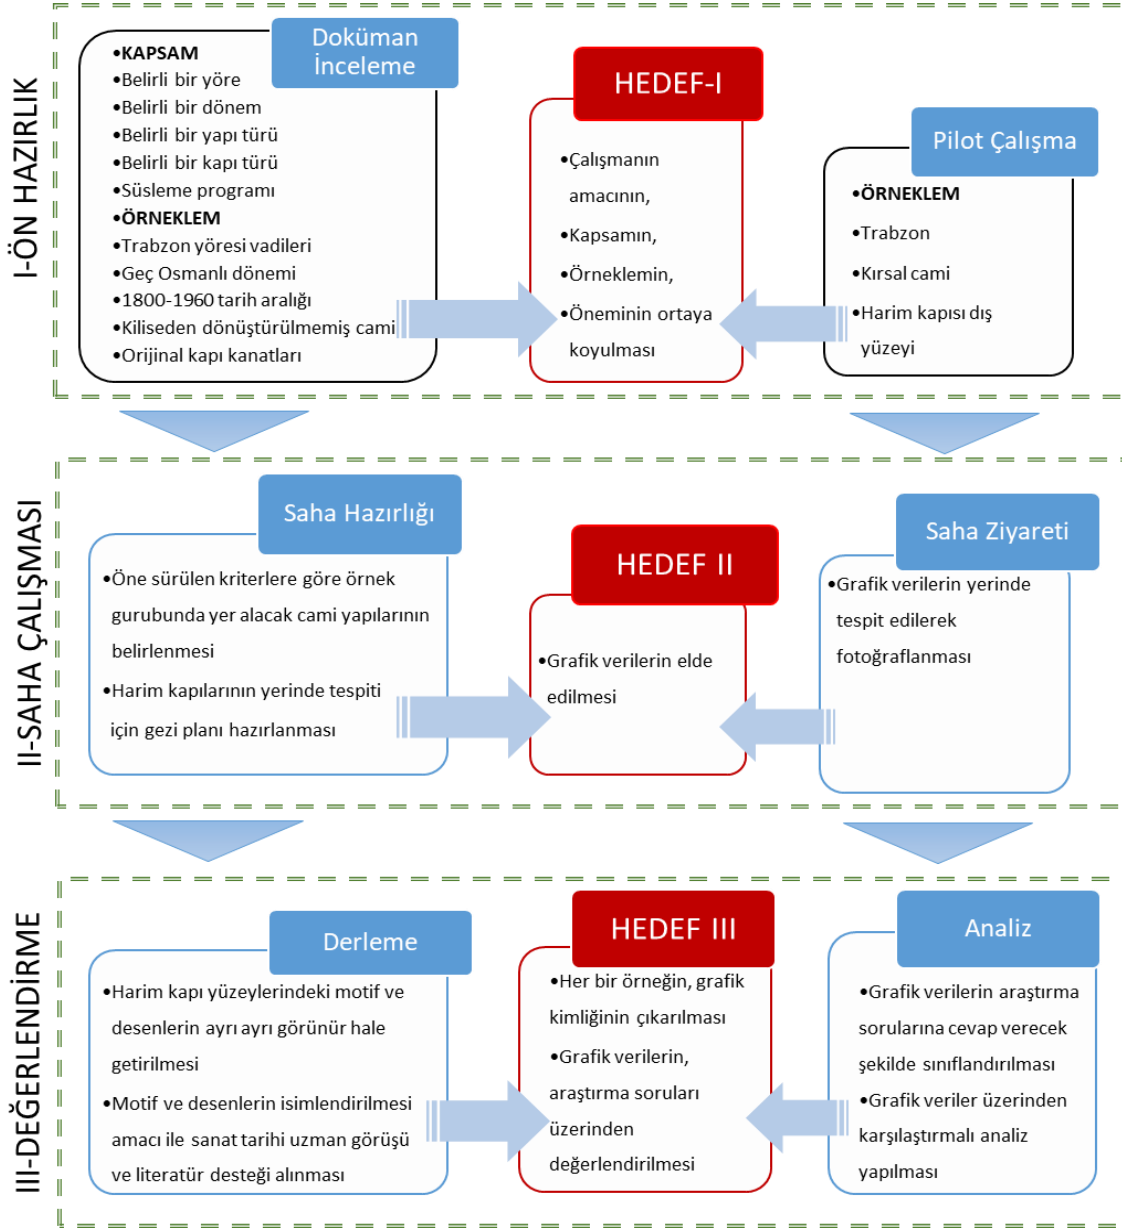 I-ÖN HAZIRLIK
Doküman
İnceleme
•KAPSAM
•Belirli bir yöre
•Belirli bir dönem
•Belirli bir yapı türü
•Belirli bir kapı türü
•Süsleme programı
•ÖRNEKLEM
•Trabzon yöresi vadileri
•Geç Osmanlı dönemi
•1800-1960 tarih aralığı
•Kiliseden dönüştürülmemiş cami
•Orijinal kapı kanatları
HEDEF-I
•Çalışmanın
amacının,
•Kapsamın,
•Örneklemin,
•Öneminin ortaya
koyulması
Pilot Çalışma
•ÖRNEKLEM
•Trabzon
•Kırsal cami
•Harim kapısı dış
yüzeyi
II-SAHA ÇALIŞMASI
Saha Hazırlığı
•Öne sürülen kriterlere göre örnek
gurubunda yer alacak cami yapılarının
belirlenmesi
•Harim kapılarının yerinde tespiti
için gezi planı hazırlanması
HEDEF II
•Grafik verilerin elde
edilmesi
Saha Ziyareti
•Grafik verilerin yerinde
tespit edilerek
fotoğraflanması
III-DEĞERLENDİRME
Derleme
•Harim kapı yüzeylerindeki motif ve
desenlerin ayrı ayrı görünür hale
getirilmesi
•Motif ve desenlerin isimlendirilmesi
amacı ile sanat tarihi uzman görüşü
ve literatür desteği alınması
HEDEF III
•Her bir örneğin, grafik
kimliğinin çıkarılması
•Grafik verilerin,
araştırma soruları
üzerinden
değerlendirilmesi
Analiz
•Grafik verilerin araştırma
sorularına cevap verecek
şekilde sınıflandırılması
•Grafik veriler üzerinden
karşılaştırmalı analiz
yapılması